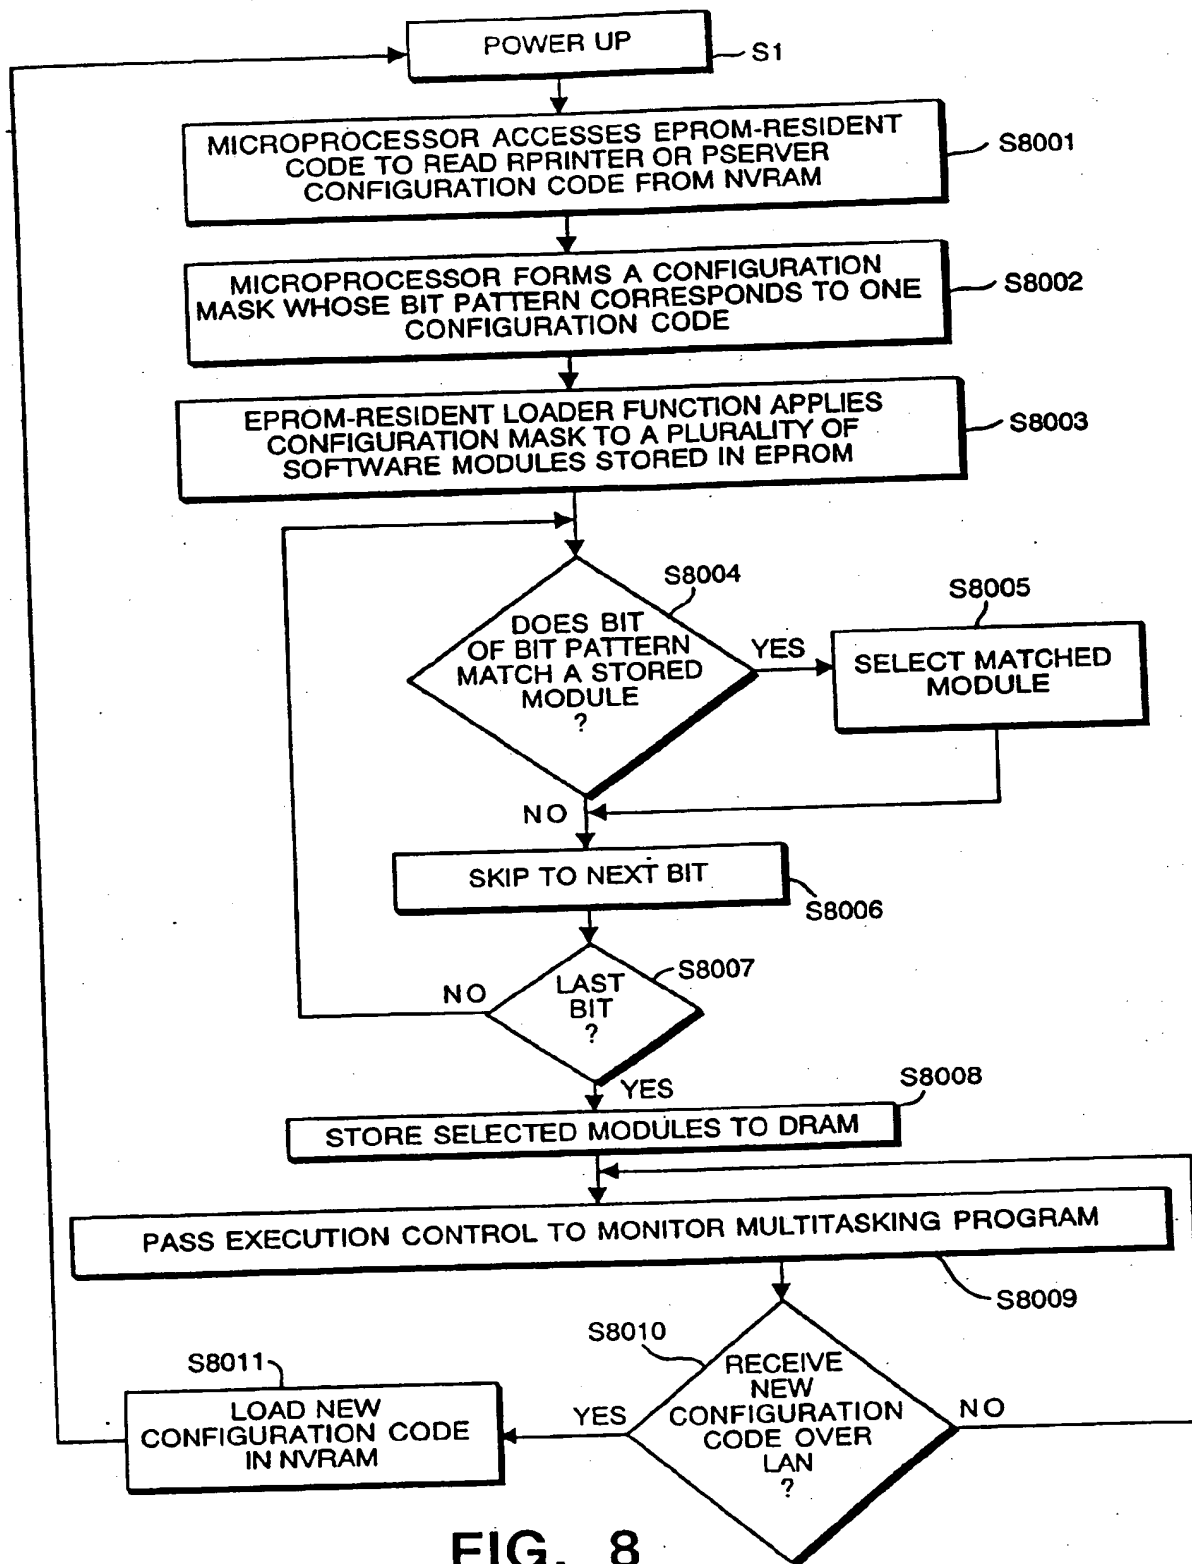 POWER UP
S1
MICROPROCESSOR ACCESSES EPROM-RESIDENT
CODE TO READ RPRINTER OR PSERVER
CONFIGURATION CODE FROM NVRAM
S8001
MICROPROCESSOR FORMS A CONFIGURATION
MASK WHOSE BIT PATTERN CORRESPONDS TO ONE
CONFIGURATION CODE
S8002
EPROM-RESIDENT LOADER FUNCTION APPLIES
CONFIGURATION MASK TO A PLURALITY OF
SOFTWARE MODULES STORED IN EPROM
S8003
S8004
DOES BIT
OF BIT PATTERN
MATCH A STORED
MODULE
?
YES
S8005
SELECT MATCHED
MODULE
NO
SKIP TO NEXT BIT
S8006
S8007
LAST
BIT
?
NO
YES
S8008
STORE SELECTED MODULES TO DRAM
PASS EXECUTION CONTROL TO MONITOR MULTITASKING PROGRAM
S8009
S8010
RECEIVE
NEW
CONFIGURATION
CODE OVER
LAN
?
NO
YES
S8011
LOAD NEW
CONFIGURATION CODE
IN NVRAM
FIG. 8